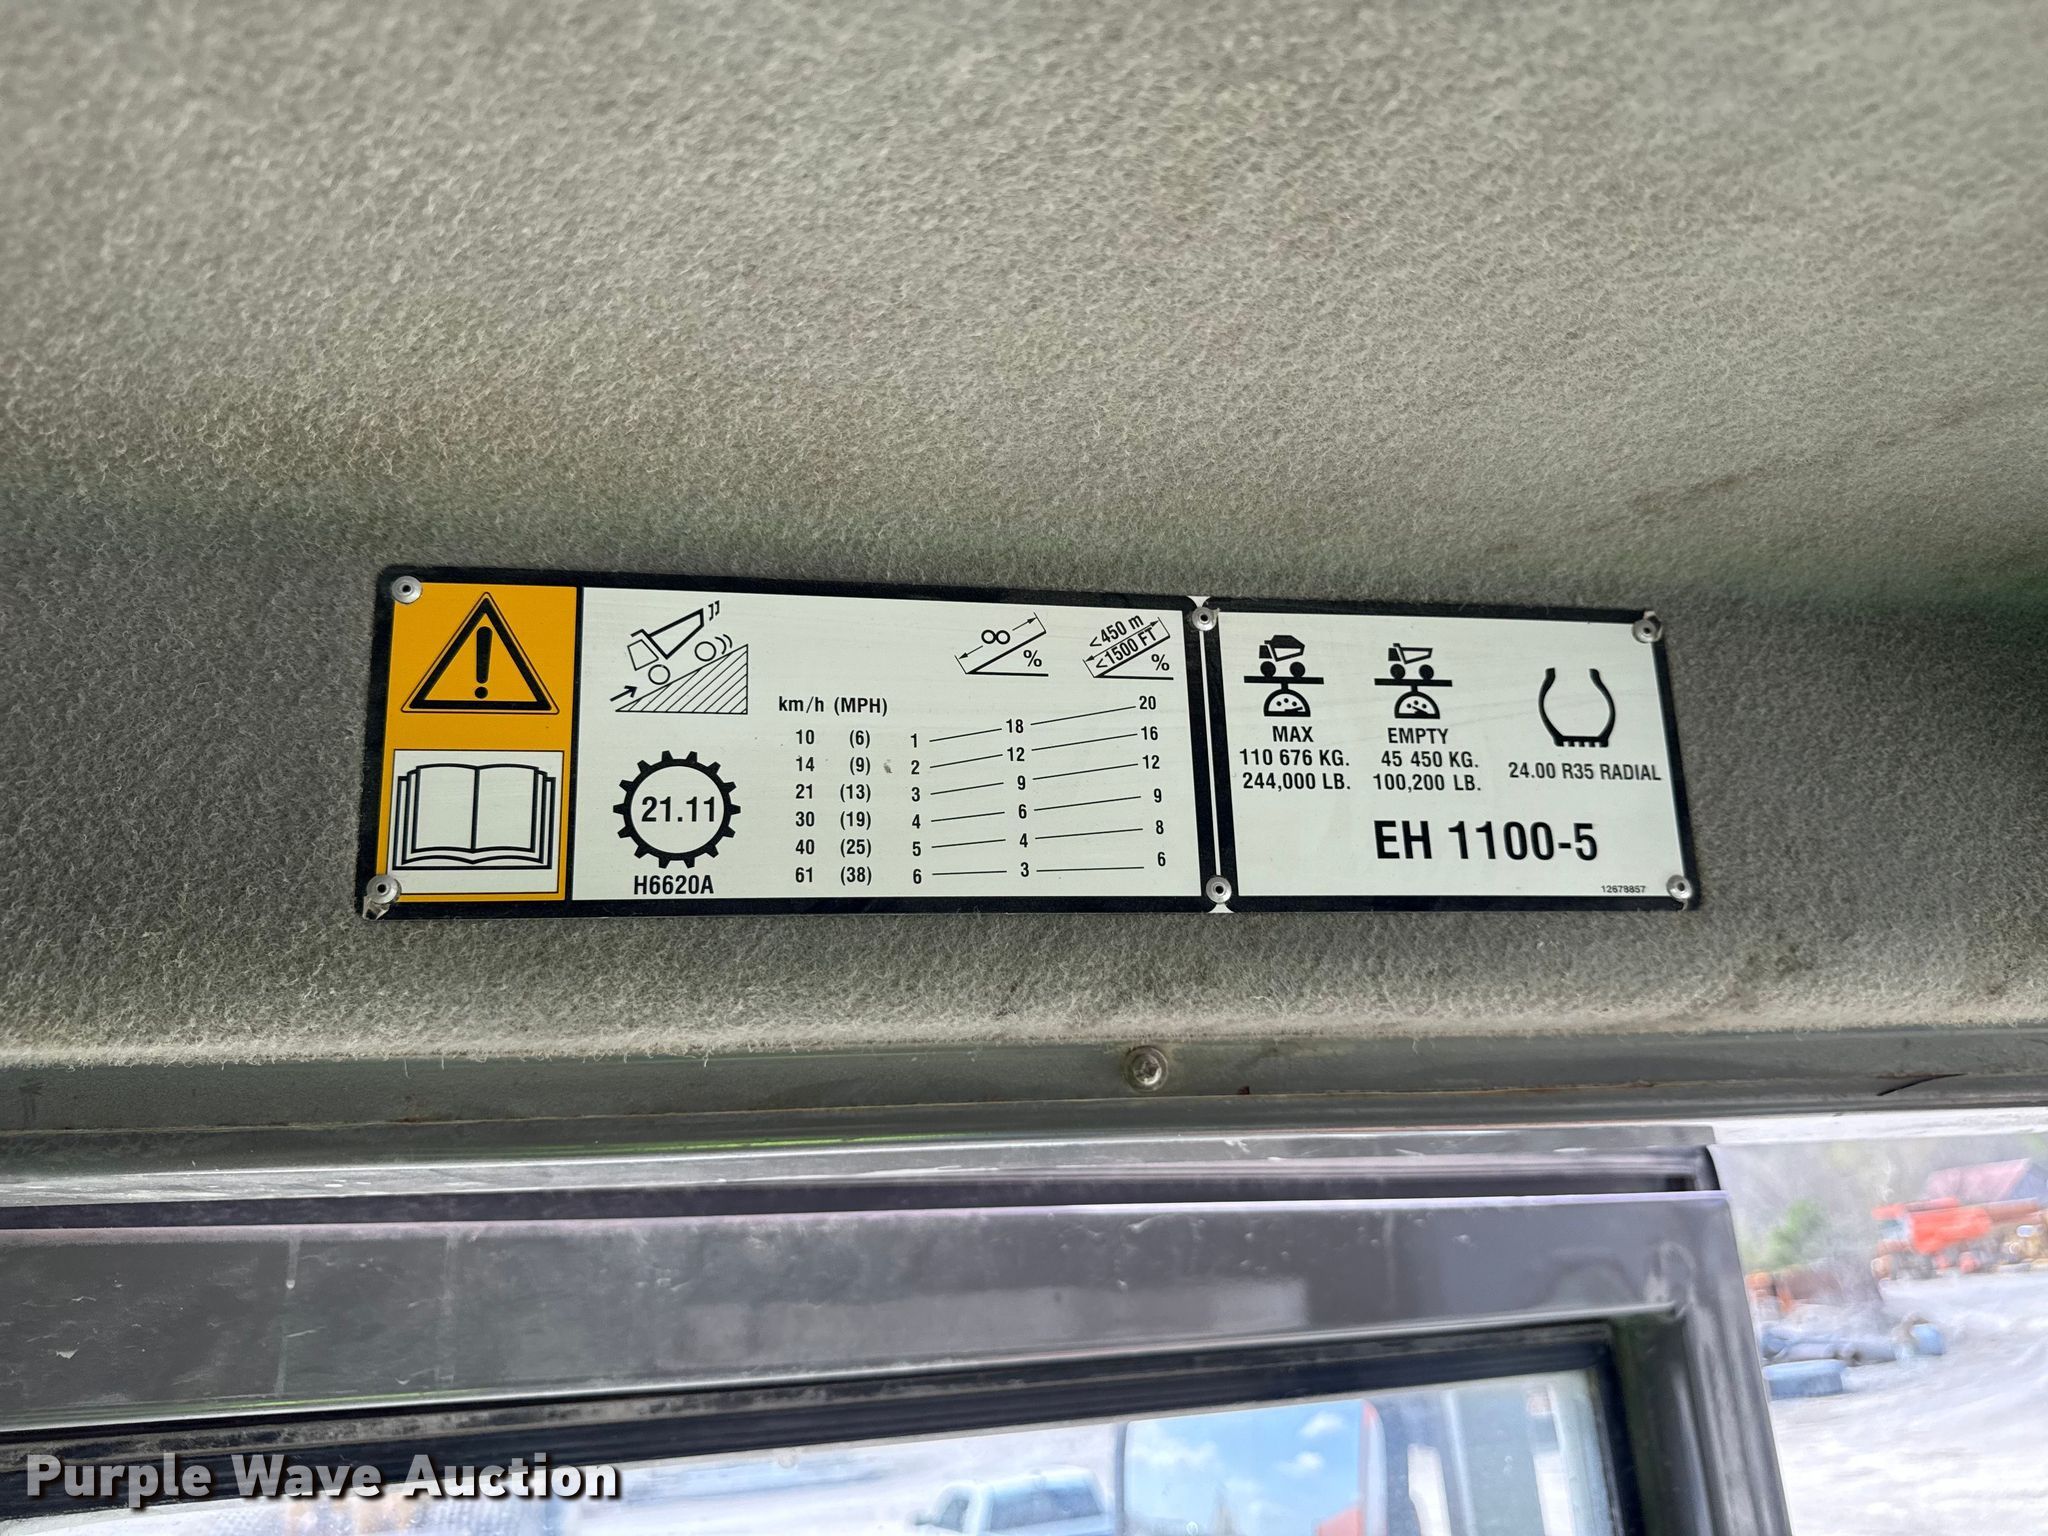 ∞
%
<450 m
<1500 FT
%
km/h (MPH)
10 (6) 1 18 20
14 (9) 2 12 16
21 (13) 3 9 12
30 (19) 4 6 9
40 (25) 5 4 8
61 (38) 6 3 6
21.11
H6620A
MAX
110 676 KG.
244,000 LB.
EMPTY
45 450 KG.
100,200 LB.
24.00 R35 RADIAL
EH 1100-5
12678857
Purple Wave Auction